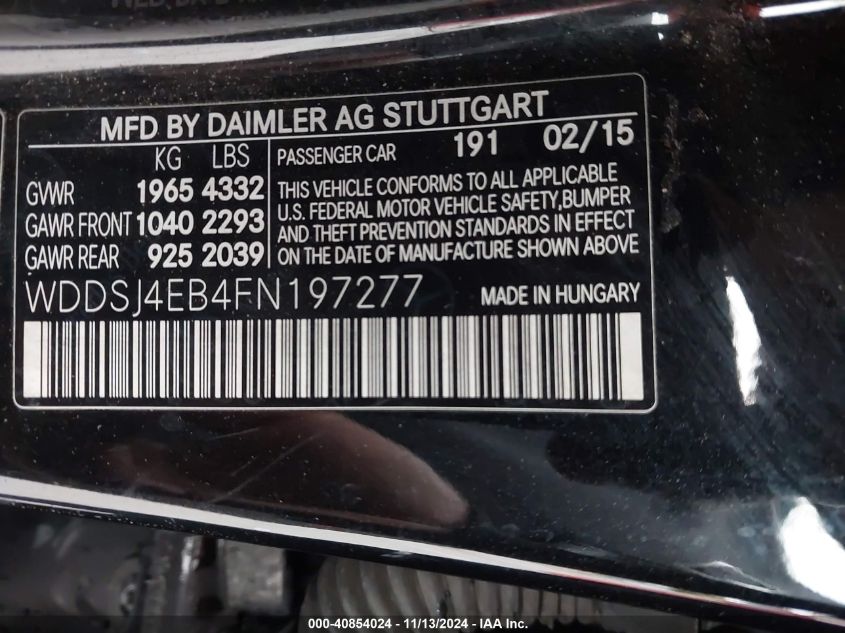 MFD BY DAIMLER AG STUTTGART
KG LBS PASSENGER CAR 191 02/15
GVWR 1965 4332
GAWR FRONT 1040 2293
GAWR REAR 925 2039
THIS VEHICLE CONFORMS TO ALL APPLICABLE
U.S. FEDERAL MOTOR VEHICLE SAFETY, BUMPER
AND THEFT PREVENTION STANDARDS IN EFFECT
ON THE DATE OF MANUFACTURE SHOWN ABOVE
WDDSJ4EB4FN197277 MADE IN HUNGARY
000-40854024 - 11/13/2024 - IAA Inc.